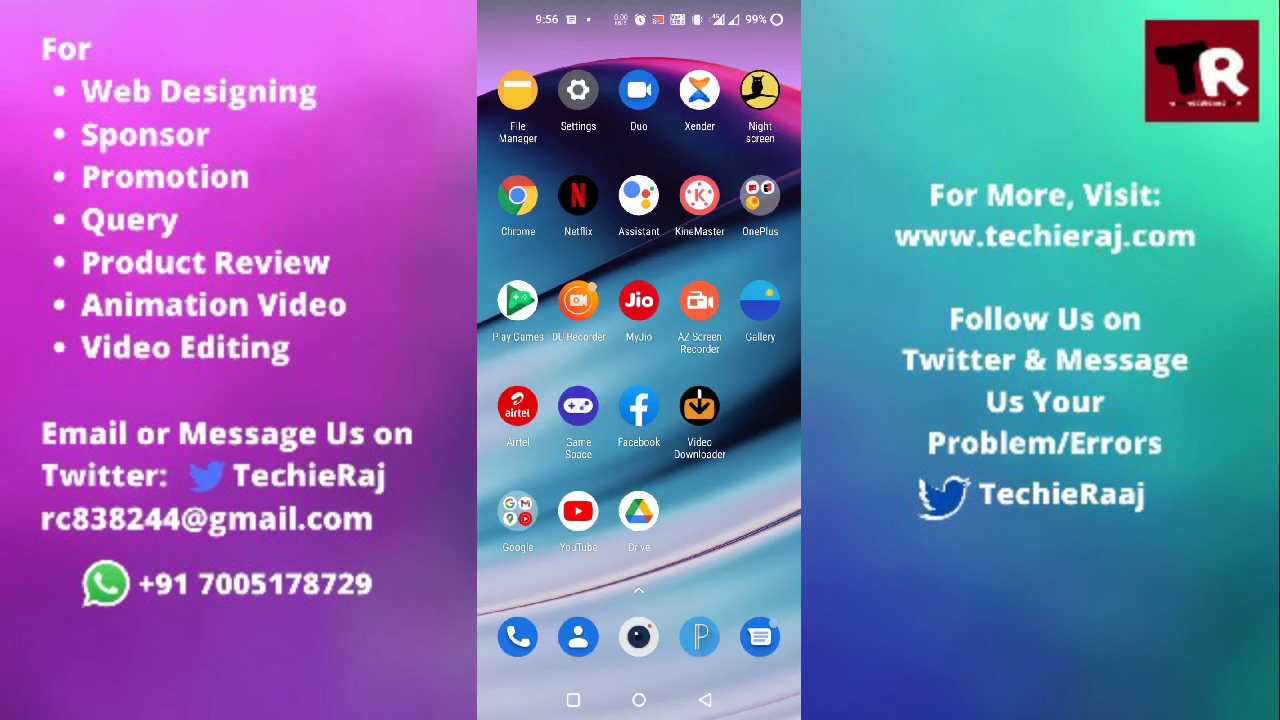 For
• Web Designing
• Sponsor
• Promotion
• Query
• Product Review
• Animation Video
• Video Editing
Email or Message Us on
Twitter: TechieRaj
rc838244@gmail.com
+91 7005178729
9:56
0.00
99%
File
Manager
Settings
Duo
Xender
Night
screen
Chrome
Netflix
Assistant
KineMaster
OnePlus
Play Games
DU Recorder
Jio
MyJio
AZ Screen
Recorder
Gallery
airtel
Airtel
Game
Space
Facebook
Video
Downloader
Google
YouTube
Drive
TR
For More, Visit:
www.techieraj.com
Follow Us on
Twitter & Message
Us Your
Problem/Errors
TechieRaaj